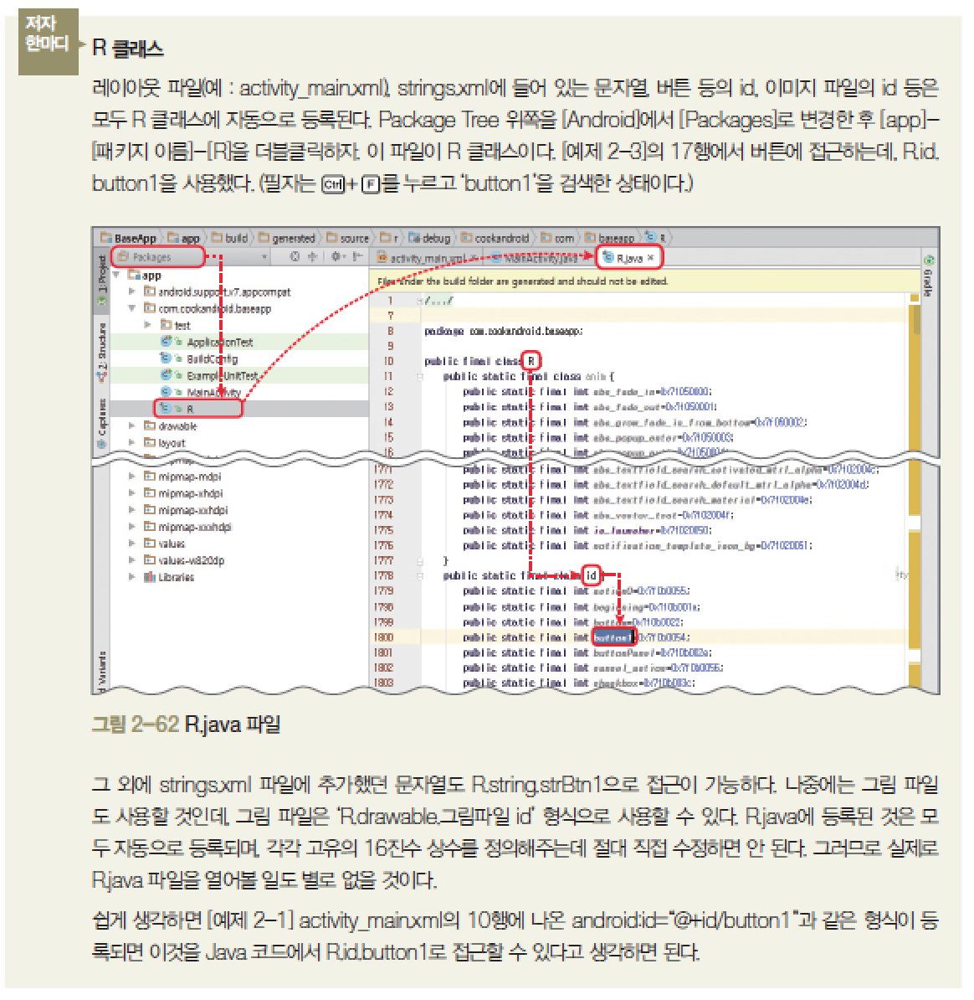 저자
한마디
R 클래스
레이아웃 파일(예 : activity_main.xml), strings.xml에 들어 있는 문자열, 버튼 등의 id, 이미지 파일의 id 등은
모두 R 클래스에 자동으로 등록된다. Package Tree 위쪽을 [Android]에서 [Packages]로 변경한 후 [app]-
[패키지 이름]-[R]을 더블클릭하자. 이 파일이 R 클래스이다. [예제 2-3]의 17행에서 버튼에 접근하는데, R.id.
button1을 사용했다. (필자는 Ctrl + F 를 누르고 'button1'을 검색한 상태이다.)
BaseApp app build generated source r debug cookandroid com baseapp R
Packages activity_main.xml MainActivity.java R.java
1: Project
2: Structure
Captures
Gradle
app
android.support.v7.appcompat
com.cookandroid.baseapp
test
ApplicationTest
BuildConfig
ExampleUnitTest
MainActivity
R
drawable
layout
mipmap-mdpi
mipmap-xhdpi
mipmap-xxhdpi
mipmap-xxxhdpi
values
values-w820dp
Libraries
d Variants
Files under the build folder are generated and should not be edited.
1 /.../
7
8 package com.cookandroid.baseapp;
9
10 public final class R
11 public static final class anim {
12 public static final int abc_fade_in=0x7f050000;
13 public static final int abc_fade_out=0x7f050001;
14 public static final int abc_grow_fade_in_from_bottom=0x7f050002;
15 public static final int abc_popup_enter=0x7f050003;
16 public static final int
1771 public static final int abc_textfield_search_activated_mtrl_alpha=0x7f02004c;
1772 public static final int abc_textfield_search_default_mtrl_alpha=0x7f02004d;
1773 public static final int abc_textfield_search_material=0x7f02004e;
1774 public static final int abc_vector_test=0x7f02004f;
1775 public static final int ic_launcher=0x7f020050;
1776 public static final int notification_template_icon_bg=0x7f020051;
1777 }
1778 public static final class id {
1779 public static final int action0=0x7f0b0055;
1798 public static final int beginning=0x7f0b001e;
1799 public static final int bottom=0x7f0b0022;
1800 public static final int button1=0x7f0b0054;
1801 public static final int buttonPanel=0x7f0b003a;
1802 public static final int cancel_action=0x7f0b0056;
1803 public static final int checkbox=0x7f0b003c;
그림 2-62 R.java 파일
그 외에 strings.xml 파일에 추가했던 문자열도 R.string.strBtn1으로 접근이 가능하다. 나중에는 그림 파일
도 사용할 것인데, 그림 파일은 'R.drawable.그림파일 id' 형식으로 사용할 수 있다. R.java에 등록된 것은 모
두 자동으로 등록되며, 각각 고유의 16진수 상수를 정의해주는데 절대 직접 수정하면 안 된다. 그러므로 실제로
R.java 파일을 열어볼 일도 별로 없을 것이다.
쉽게 생각하면 [예제 2-1] activity_main.xml의 10행에 나온 android:id="@+id/button1"과 같은 형식이 등
록되면 이것을 Java 코드에서 R.id.button1로 접근할 수 있다고 생각하면 된다.